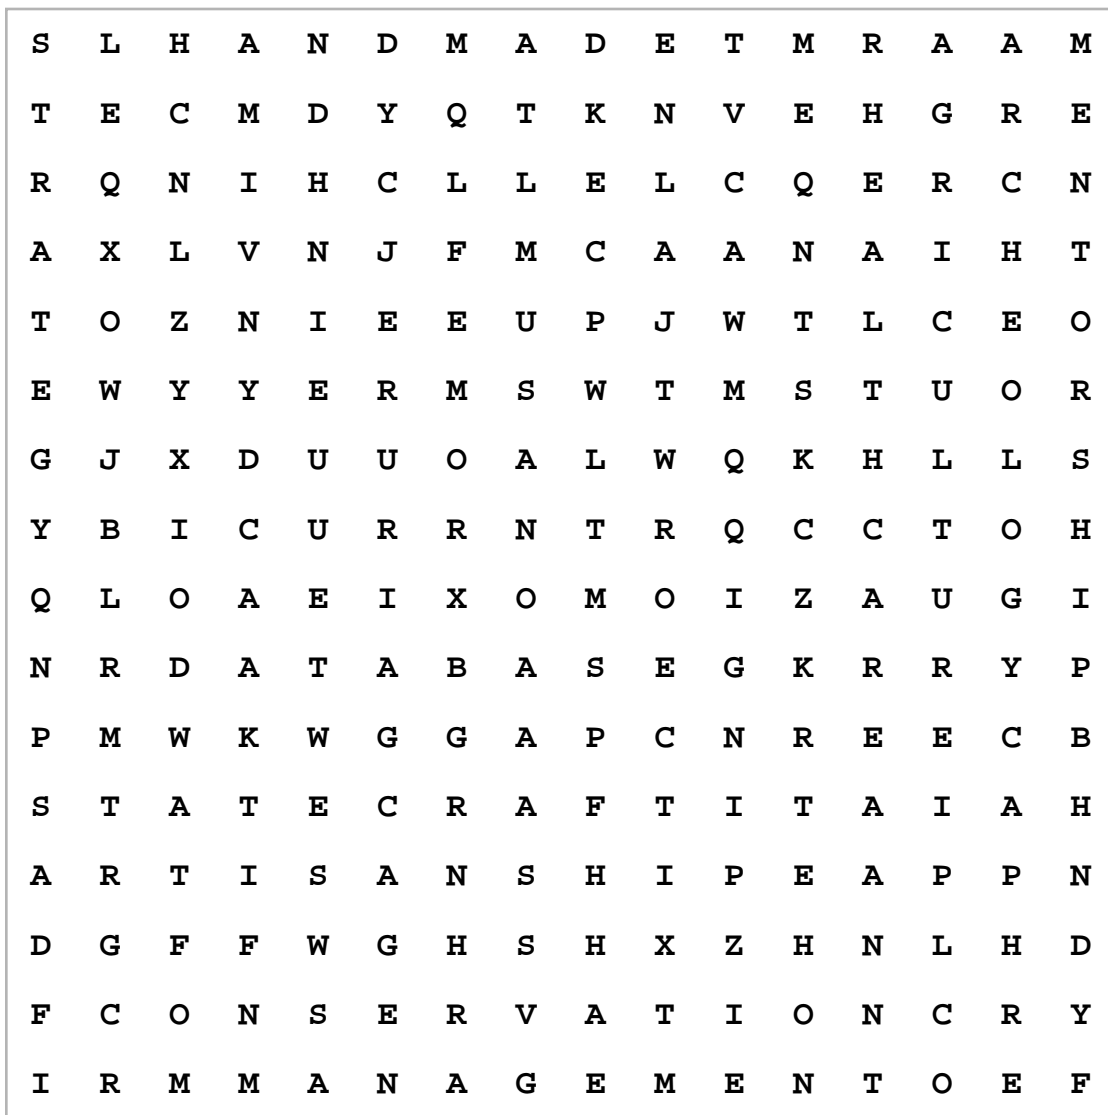 S L H A N D M A D E T M R A A M
T E C M D Y Q T K N V E H G R E
R Q N I H C L L E L C Q E R C N
A X L V N J F M C A A N A I H T
T O Z N I E E U P J W T L C E O
E W Y Y E R M S W T M S T U O R
G J X D U U O A L W Q K H L L S
Y B I C U R R N T R Q C C T O H
Q L O A E I X O M O I Z A U G I
N R D A T A B A S E G K R R Y P
P M W K W G G A P C N R E E C B
S T A T E C R A F T I T A I A H
A R T I S A N S H I P E A P P N
D G F F W G H S H X Z H N L H D
F C O N S E R V A T I O N C R Y
I R M M A N A G E M E N T O E F